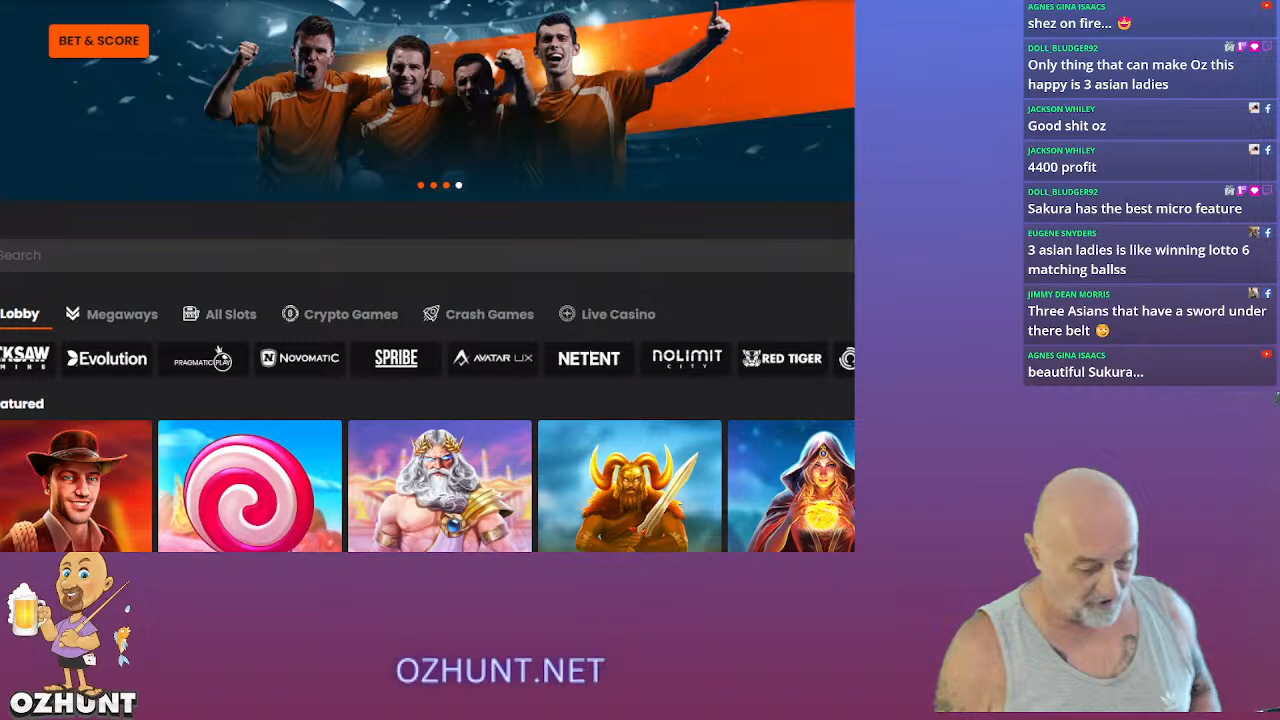 BET & SCORE
Search
Lobby
Megaways
All Slots
Crypto Games
Crash Games
Live Casino
CKSAW
MING
Evolution
PRAGMATIC PLAY
NOVOMATIC
SPRIBE
AVATAR UX
NETENT
NOLIMIT
CITY
RED TIGER
atured
OZHUNT
OZHUNT.NET
AGNES GINA ISAACS
shez on fire... 🤩
DOLL_BLUDGER92
Only thing that can make Oz this
happy is 3 asian ladies
JACKSON WHILEY
Good shit oz
JACKSON WHILEY
4400 profit
DOLL_BLUDGER92
Sakura has the best micro feature
EUGENE SNYDERS
3 asian ladies is like winning lotto 6
matching ballss
JIMMY DEAN MORRIS
Three Asians that have a sword under
there belt 😳
AGNES GINA ISAACS
beautiful Sukura...